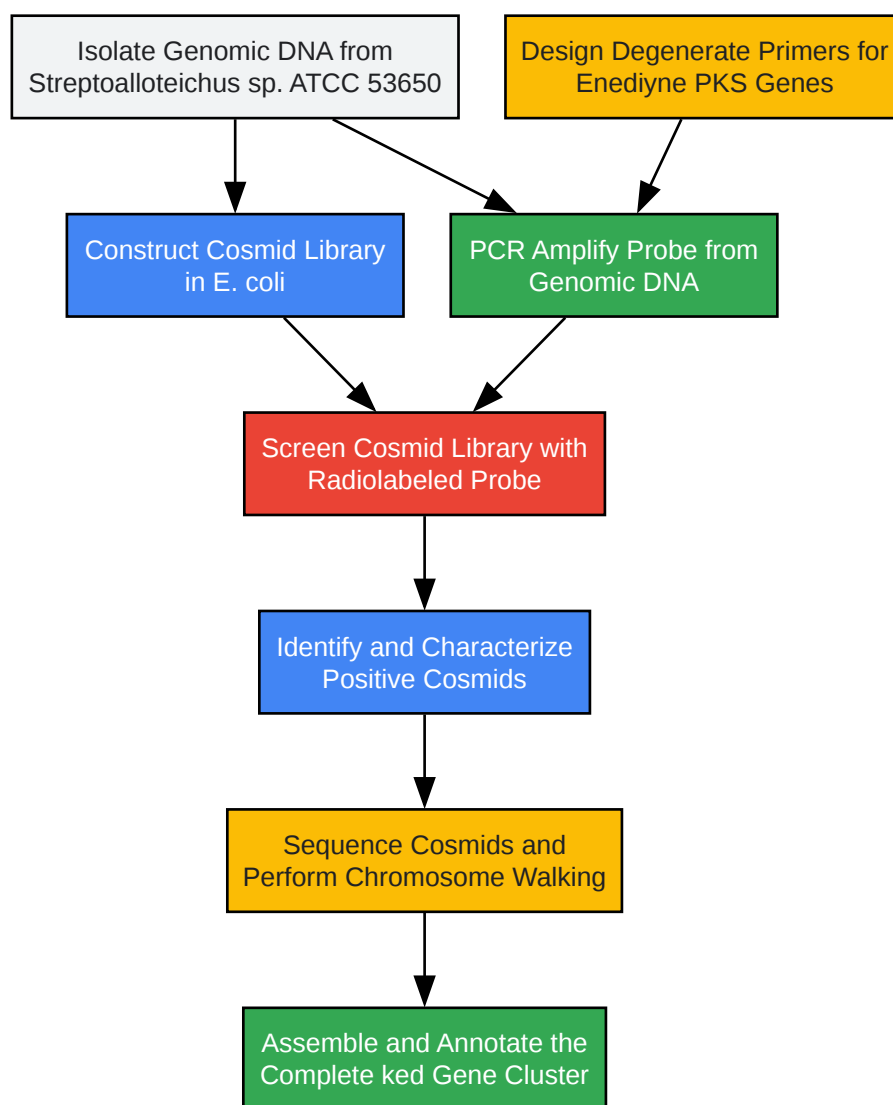 Isolate Genomic DNA from
Streptoalloteichus sp. ATCC 53650
Design Degenerate Primers for
Enediyne PKS Genes
Construct Cosmid Library
in E. coli
PCR Amplify Probe from
Genomic DNA
Screen Cosmid Library with
Radiolabeled Probe
Identify and Characterize
Positive Cosmids
Sequence Cosmids and
Perform Chromosome Walking
Assemble and Annotate the
Complete ked Gene Cluster